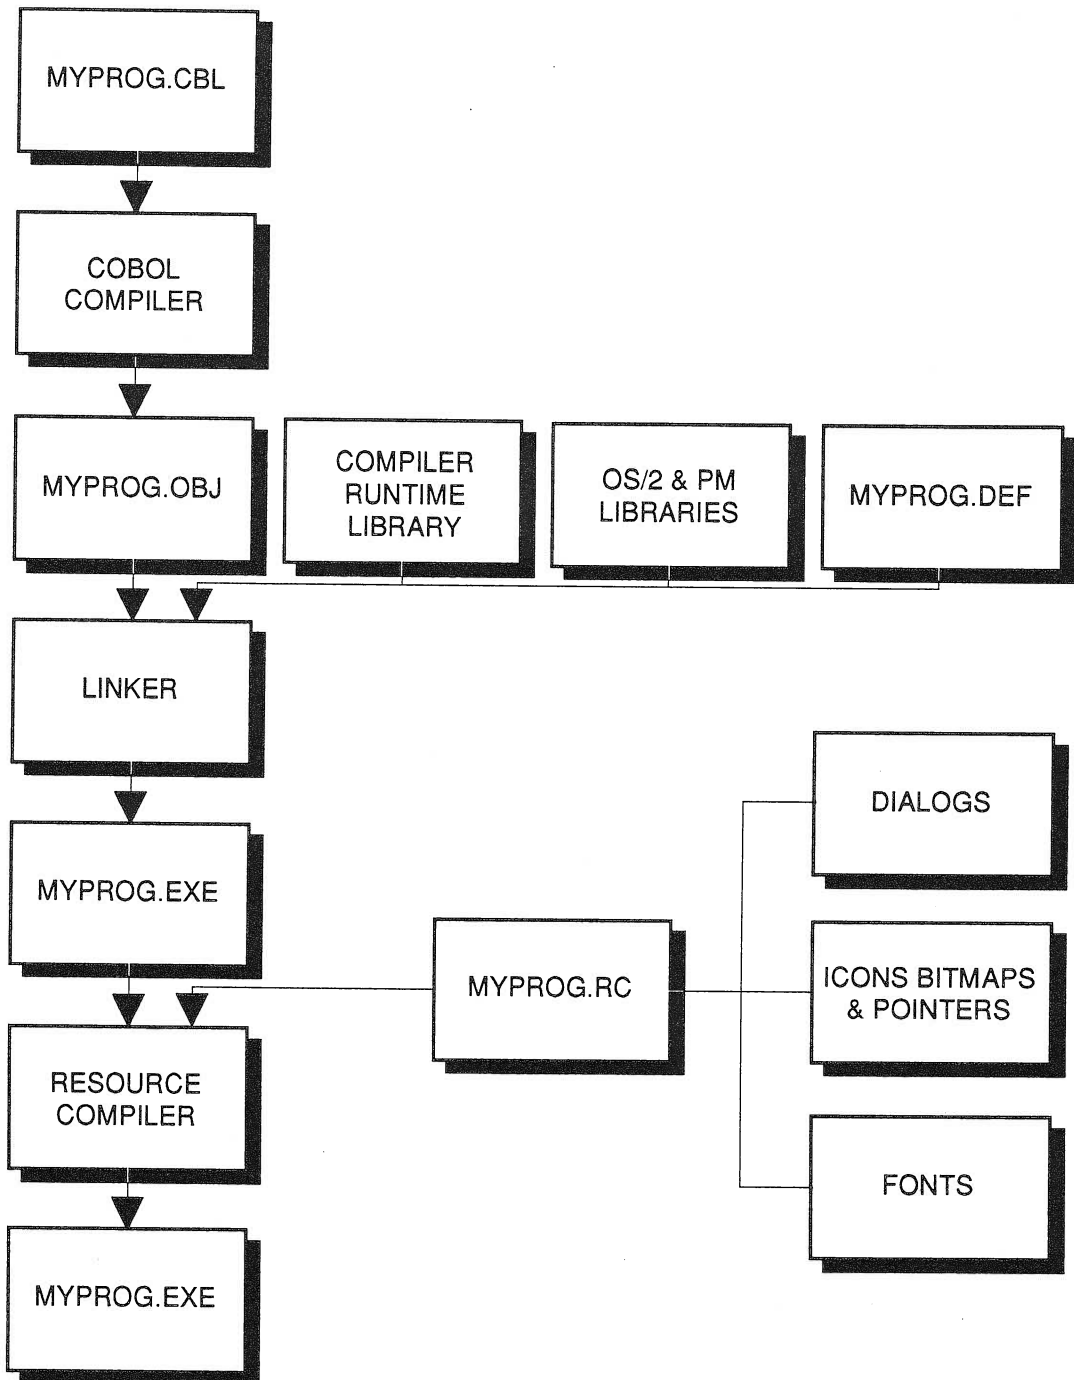 MYPROG.CBL
COBOL
COMPILER
MYPROG.OBJ
COMPILER
RUNTIME
LIBRARY
OS/2 & PM
LIBRARIES
MYPROG.DEF
LINKER
DIALOGS
MYPROG.EXE
MYPROG.RC
ICONS BITMAPS
& POINTERS
RESOURCE
COMPILER
FONTS
MYPROG.EXE